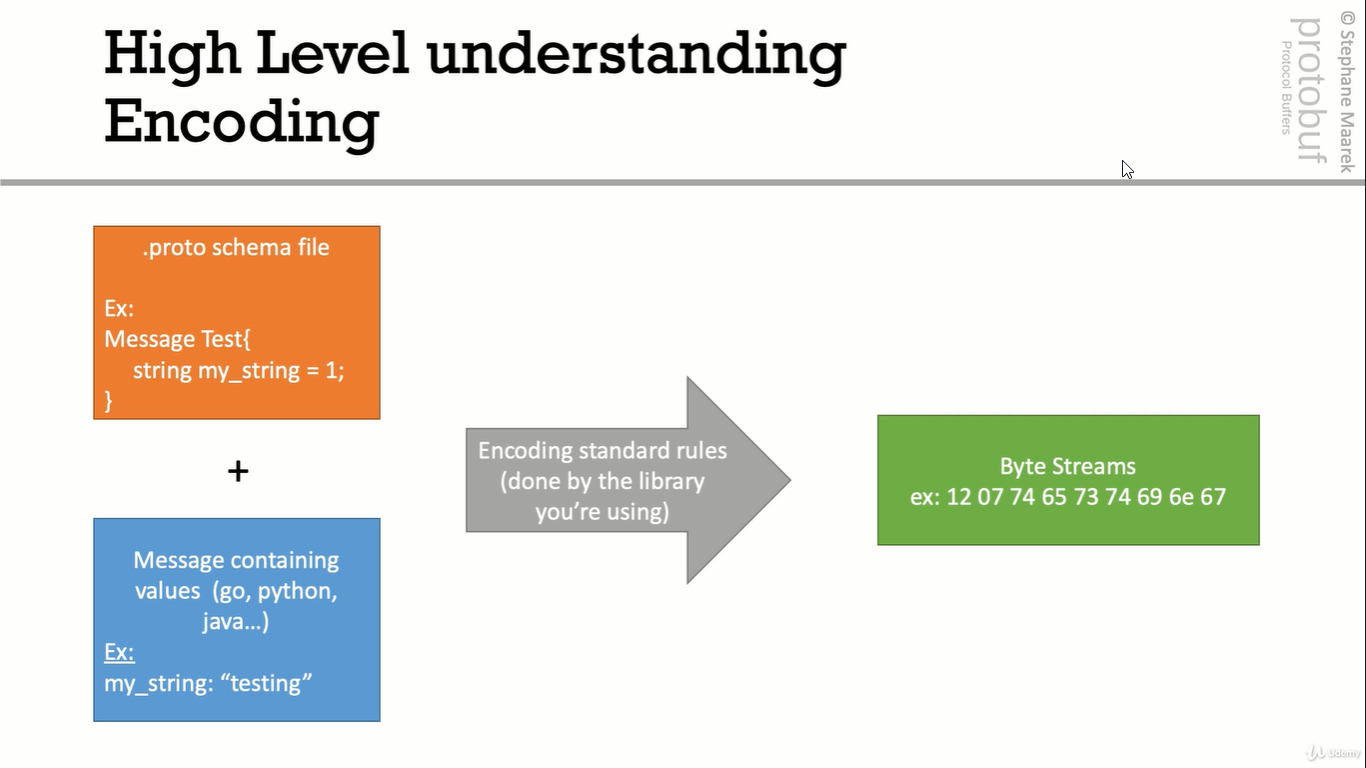 High Level understanding
Encoding
© Stephane Maarek
protobuf
Protocol Buffers
.proto schema file
Ex:
Message Test{
string my_string = 1;
}
+
Message containing
values (go, python,
java...)
Ex:
my_string: “testing”
Encoding standard rules
(done by the library
you’re using)
Byte Streams
ex: 12 07 74 65 73 74 69 6e 67
Udemy